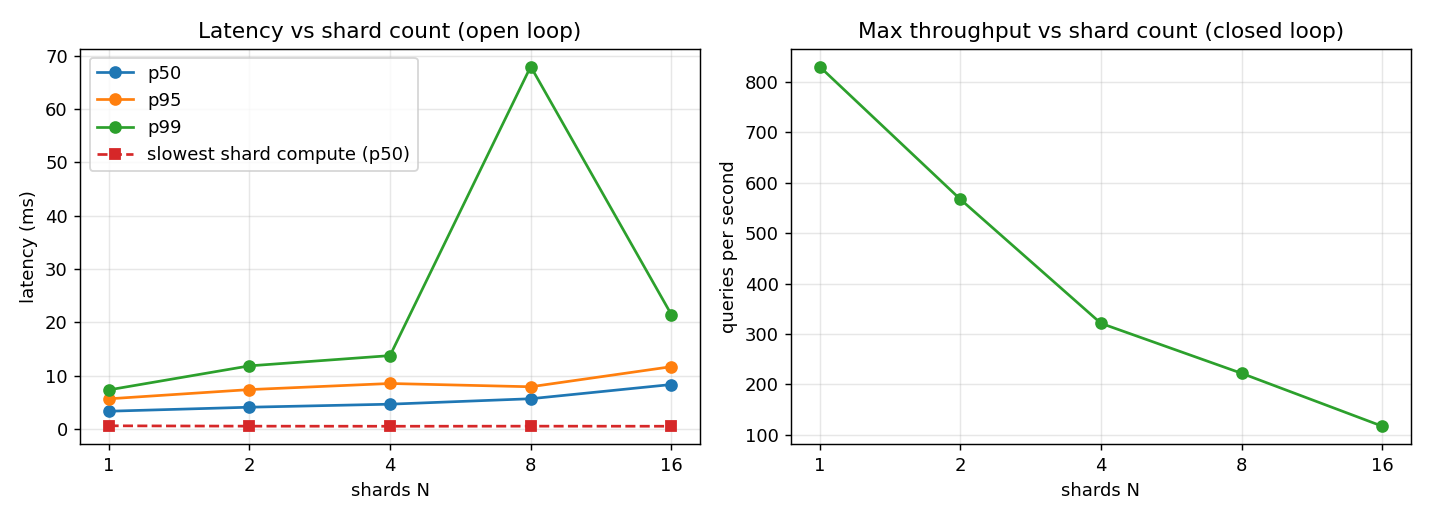 Latency vs shard count (open loop)
70
60
50
40
30
20
10
0
latency (ms)
p50
p95
p99
slowest shard compute (p50)
1 2 4 8 16
shards N
Max throughput vs shard count (closed loop)
800
700
600
500
400
300
200
100
queries per second
1 2 4 8 16
shards N